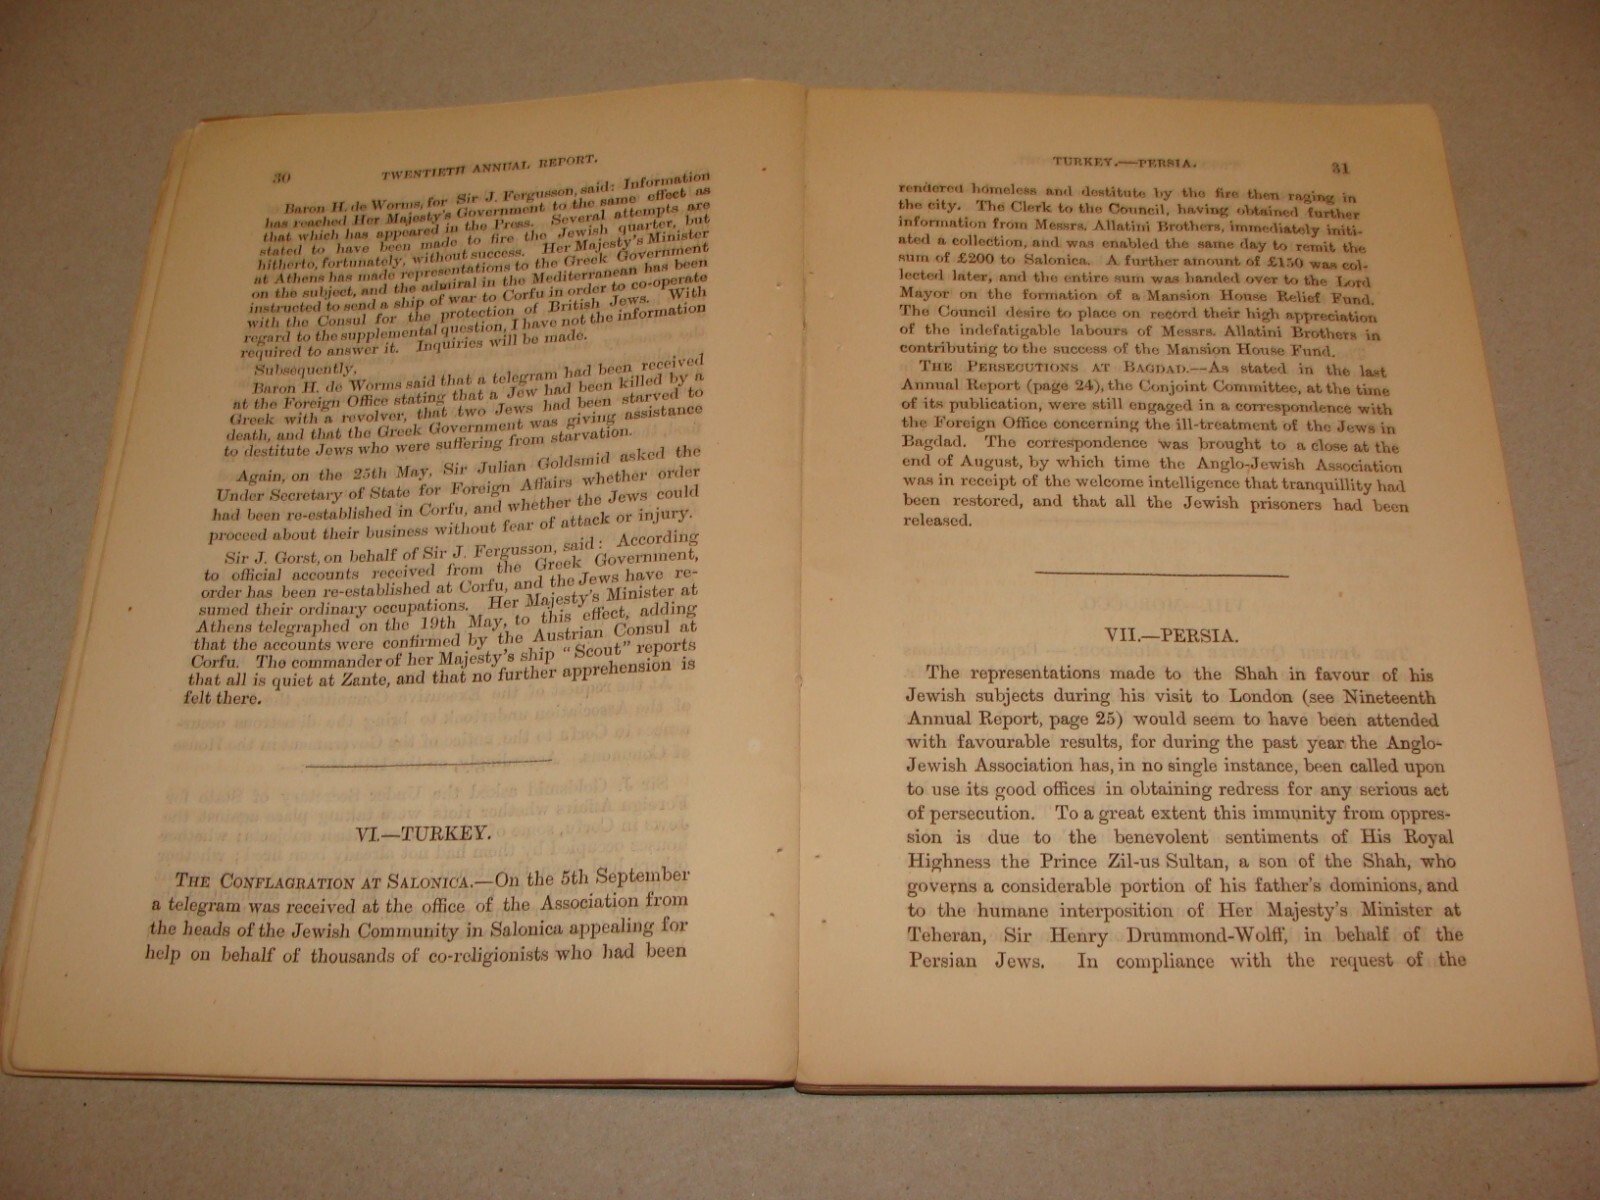 30
TWENTIETH ANNUAL REPORT.
Baron H. de Worms, for Sir J. Fergusson, said: Information
has reached Her Majesty's Government to the same effect as
that which has appeared in the Press. Several attempts are
stated to have been made to fire the Jewish quarter, but
hitherto, fortunately, without success. Her Majesty's Minister
at Athens has made representations to the Greek Government
on the subject, and the admiral in the Mediterranean has been
instructed to send a ship of war to Corfu in order to co-operate
with the Consul for the protection of British Jews. With
regard to the supplemental question, I have not the information
required to answer it. Inquiries will be made.
Subsequently,
Baron H. de Worms said that a telegram had been received
at the Foreign Office stating that a Jew had been killed by a
Greek with a revolver, that two Jews had been starved to
death, and that the Greek Government was giving assistance
to destitute Jews who were suffering from starvation.
Again, on the 25th May, Sir Julian Goldsmid asked the
Under Secretary of State for Foreign Affairs whether order
had been re-established in Corfu, and whether the Jews could
proceed about their business without fear of attack or injury.
Sir J. Gorst, on behalf of Sir J. Fergusson, said: According
to official accounts received from the Greek Government,
order has been re-established at Corfu, and the Jews have re-
sumed their ordinary occupations. Her Majesty's Minister at
Athens telegraphed on the 19th May, to this effect, adding
that the accounts were confirmed by the Austrian Consul at
Corfu. The commander of her Majesty's ship "Scout" reports
that all is quiet at Zante, and that no further apprehension is
felt there.
VI.—TURKEY.
THE CONFLAGRATION AT SALONICA.—On the 5th September
a telegram was received at the office of the Association from
the heads of the Jewish Community in Salonica appealing for
help on behalf of thousands of co-religionists who had been
TURKEY.—PERSIA.
31
rendered homeless and destitute by the fire then raging in
the city. The Clerk to the Council, having obtained further
information from Messrs. Allatini Brothers, immediately initi-
ated a collection, and was enabled the same day to remit the
sum of £200 to Salonica. A further amount of £150 was col-
lected later, and the entire sum was handed over to the Lord
Mayor on the formation of a Mansion House Relief Fund.
The Council desire to place on record their high appreciation
of the indefatigable labours of Messrs. Allatini Brothers in
contributing to the success of the Mansion House Fund.
THE PERSECUTIONS AT BAGDAD.—As stated in the last
Annual Report (page 24), the Conjoint Committee, at the time
of its publication, were still engaged in a correspondence with
the Foreign Office concerning the ill-treatment of the Jews in
Bagdad. The correspondence was brought to a close at the
end of August, by which time the Anglo-Jewish Association
was in receipt of the welcome intelligence that tranquillity had
been restored, and that all the Jewish prisoners had been
released.
VII.—PERSIA.
The representations made to the Shah in favour of his
Jewish subjects during his visit to London (see Nineteenth
Annual Report, page 25) would seem to have been attended
with favourable results, for during the past year the Anglo-
Jewish Association has, in no single instance, been called upon
to use its good offices in obtaining redress for any serious act
of persecution. To a great extent this immunity from oppres-
sion is due to the benevolent sentiments of His Royal
Highness the Prince Zil-us Sultan, a son of the Shah, who
governs a considerable portion of his father's dominions, and
to the humane interposition of Her Majesty's Minister at
Teheran, Sir Henry Drummond-Wolff, in behalf of the
Persian Jews. In compliance with the request of the